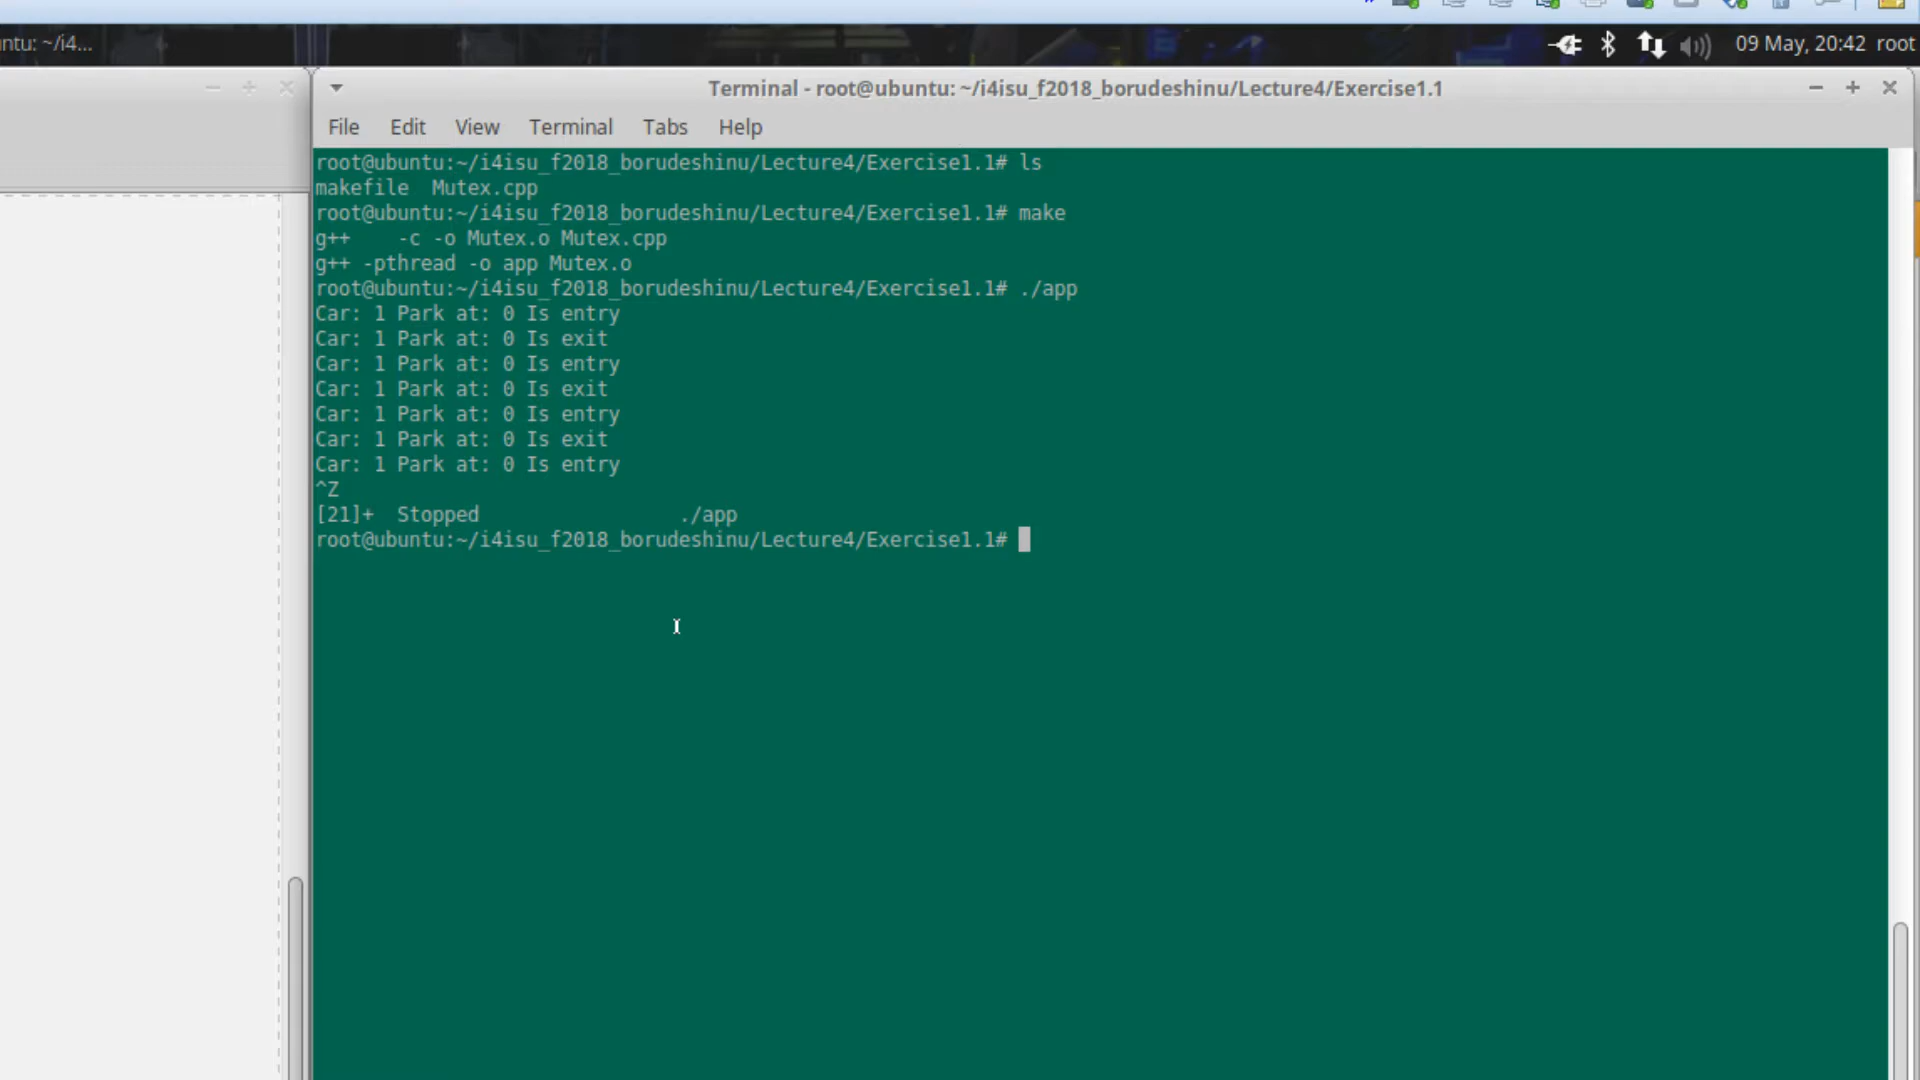 ntu: ~/i4...
09 May, 20:42 root
Terminal - root@ubuntu: ~/i4isu_f2018_borudeshinu/Lecture4/Exercise1.1
File Edit View Terminal Tabs Help
root@ubuntu:~/i4isu_f2018_borudeshinu/Lecture4/Exercise1.1# ls
makefile  Mutex.cpp
root@ubuntu:~/i4isu_f2018_borudeshinu/Lecture4/Exercise1.1# make
g++    -c -o Mutex.o Mutex.cpp
g++ -pthread -o app Mutex.o
root@ubuntu:~/i4isu_f2018_borudeshinu/Lecture4/Exercise1.1# ./app
Car: 1 Park at: 0 Is entry
Car: 1 Park at: 0 Is exit
Car: 1 Park at: 0 Is entry
Car: 1 Park at: 0 Is exit
Car: 1 Park at: 0 Is entry
Car: 1 Park at: 0 Is exit
Car: 1 Park at: 0 Is entry
^Z
[21]+  Stopped                 ./app
root@ubuntu:~/i4isu_f2018_borudeshinu/Lecture4/Exercise1.1#